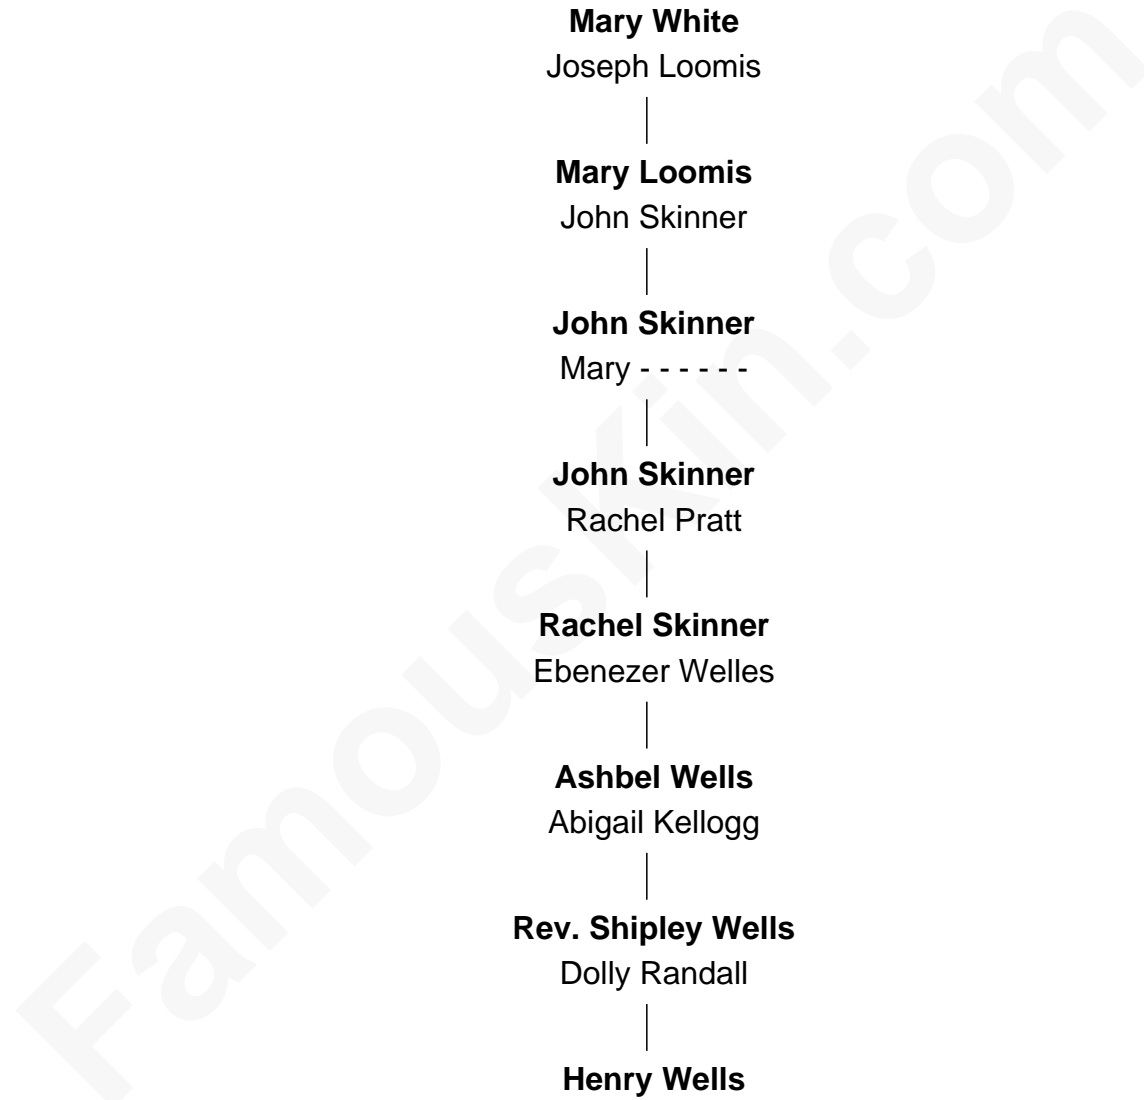 Mary White
Joseph Loomis
Mary Loomis
John Skinner
John Skinner
Mary - - - - - -
John Skinner
Rachel Pratt
Rachel Skinner
Ebenezer Welles
Ashbel Wells
Abigail Kellogg
Rev. Shipley Wells
Dolly Randall
Henry Wells
FamousKin.com